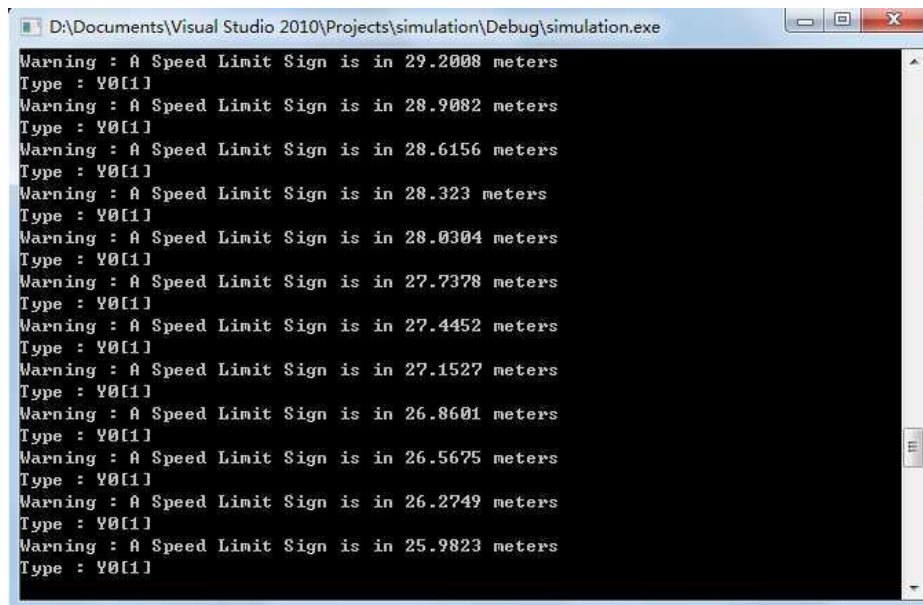 D:\Documents\Visual Studio 2010\Projects\simulation\Debug\simulation.exe
Warning : A Speed Limit Sign is in 29.2008 meters
Type : Y0[1]
Warning : A Speed Limit Sign is in 28.9082 meters
Type : Y0[1]
Warning : A Speed Limit Sign is in 28.6156 meters
Type : Y0[1]
Warning : A Speed Limit Sign is in 28.323 meters
Type : Y0[1]
Warning : A Speed Limit Sign is in 28.0304 meters
Type : Y0[1]
Warning : A Speed Limit Sign is in 27.7378 meters
Type : Y0[1]
Warning : A Speed Limit Sign is in 27.4452 meters
Type : Y0[1]
Warning : A Speed Limit Sign is in 27.1527 meters
Type : Y0[1]
Warning : A Speed Limit Sign is in 26.8601 meters
Type : Y0[1]
Warning : A Speed Limit Sign is in 26.5675 meters
Type : Y0[1]
Warning : A Speed Limit Sign is in 26.2749 meters
Type : Y0[1]
Warning : A Speed Limit Sign is in 25.9823 meters
Type : Y0[1]